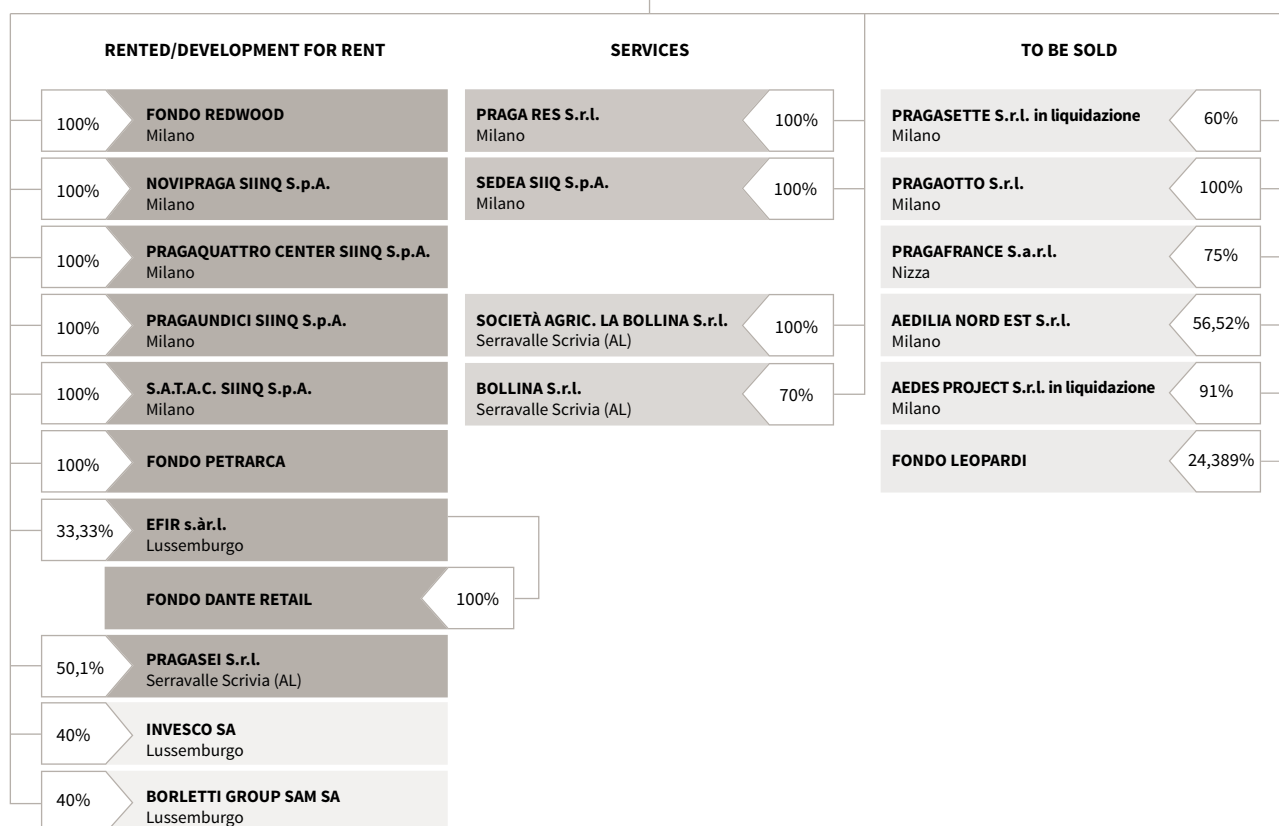 RENTED/DEVELOPMENT FOR RENT
100%
FONDO REDWOOD
Milano
100%
NOVIPRAGA SIINQ S.p.A.
Milano
100%
PRAGAQUATTRO CENTER SIINQ S.p.A.
Milano
100%
PRAGAUNDICI SIINQ S.p.A.
Milano
100%
S.A.T.A.C. SIINQ S.p.A.
Milano
100%
FONDO PETRARCA
33,33%
EFIR s.àr.l.
Lussemburgo
FONDO DANTE RETAIL
100%
50,1%
PRAGASEI S.r.l.
Serravalle Scrivia (AL)
40%
INVESCO SA
Lussemburgo
40%
BORLETTI GROUP SAM SA
Lussemburgo
SERVICES
PRAGA RES S.r.l.
Milano
100%
SEDEA SIIQ S.p.A.
Milano
100%
SOCIETÀ AGRIC. LA BOLLINA S.r.l.
Serravalle Scrivia (AL)
100%
BOLLINA S.r.l.
Serravalle Scrivia (AL)
70%
TO BE SOLD
PRAGASETTE S.r.l. in liquidazione
Milano
60%
PRAGAOTTO S.r.l.
Milano
100%
PRAGAFRANCE S.a.r.l.
Nizza
75%
AEDILIA NORD EST S.r.l.
Milano
56,52%
AEDES PROJECT S.r.l. in liquidazione
Milano
91%
FONDO LEOPARDI
24,389%